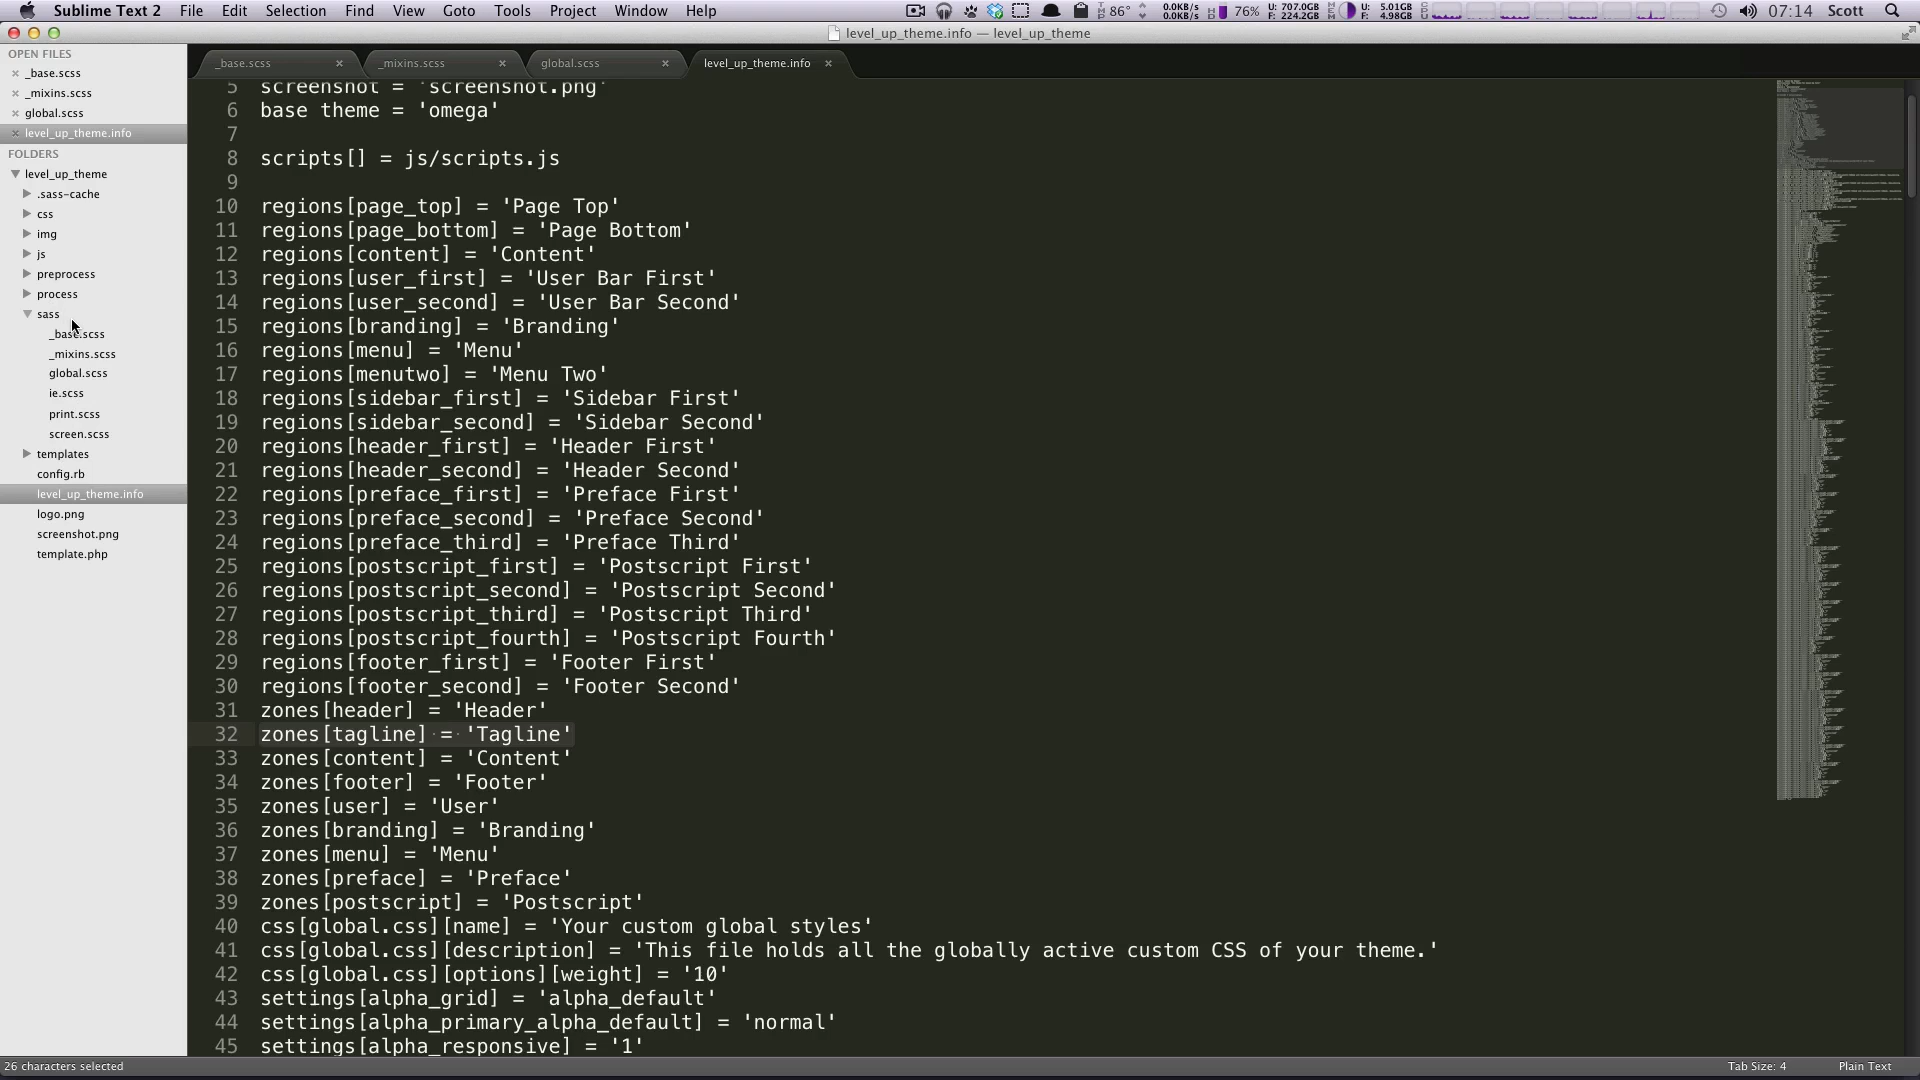 Sublime Text 2 File Edit Selection Find View Goto Tools Project Window Help 86° 0.0KB/s 0.0KB/s 76% U: 707.0GB F: 224.2GB U: 5.01GB F: 4.98GB 07:14 Scott
level_up_theme.info — level_up_theme
OPEN FILES
_base.scss
_mixins.scss
global.scss
level_up_theme.info
FOLDERS
level_up_theme
.sass-cache
css
img
js
preprocess
process
sass
_base.scss
_mixins.scss
global.scss
ie.scss
print.scss
screen.scss
templates
config.rb
level_up_theme.info
logo.png
screenshot.png
template.php
_base.scss _mixins.scss global.scss level_up_theme.info
5 screenshot = 'screenshot.png'
6 base theme = 'omega'
7
8 scripts[] = js/scripts.js
9
10 regions[page_top] = 'Page Top'
11 regions[page_bottom] = 'Page Bottom'
12 regions[content] = 'Content'
13 regions[user_first] = 'User Bar First'
14 regions[user_second] = 'User Bar Second'
15 regions[branding] = 'Branding'
16 regions[menu] = 'Menu'
17 regions[menutwo] = 'Menu Two'
18 regions[sidebar_first] = 'Sidebar First'
19 regions[sidebar_second] = 'Sidebar Second'
20 regions[header_first] = 'Header First'
21 regions[header_second] = 'Header Second'
22 regions[preface_first] = 'Preface First'
23 regions[preface_second] = 'Preface Second'
24 regions[preface_third] = 'Preface Third'
25 regions[postscript_first] = 'Postscript First'
26 regions[postscript_second] = 'Postscript Second'
27 regions[postscript_third] = 'Postscript Third'
28 regions[postscript_fourth] = 'Postscript Fourth'
29 regions[footer_first] = 'Footer First'
30 regions[footer_second] = 'Footer Second'
31 zones[header] = 'Header'
32 zones[tagline] = 'Tagline'
33 zones[content] = 'Content'
34 zones[footer] = 'Footer'
35 zones[user] = 'User'
36 zones[branding] = 'Branding'
37 zones[menu] = 'Menu'
38 zones[preface] = 'Preface'
39 zones[postscript] = 'Postscript'
40 css[global.css][name] = 'Your custom global styles'
41 css[global.css][description] = 'This file holds all the globally active custom CSS of your theme.'
42 css[global.css][options][weight] = '10'
43 settings[alpha_grid] = 'alpha_default'
44 settings[alpha_primary_alpha_default] = 'normal'
45 settings[alpha_responsive] = '1'
26 characters selected Tab Size: 4 Plain Text